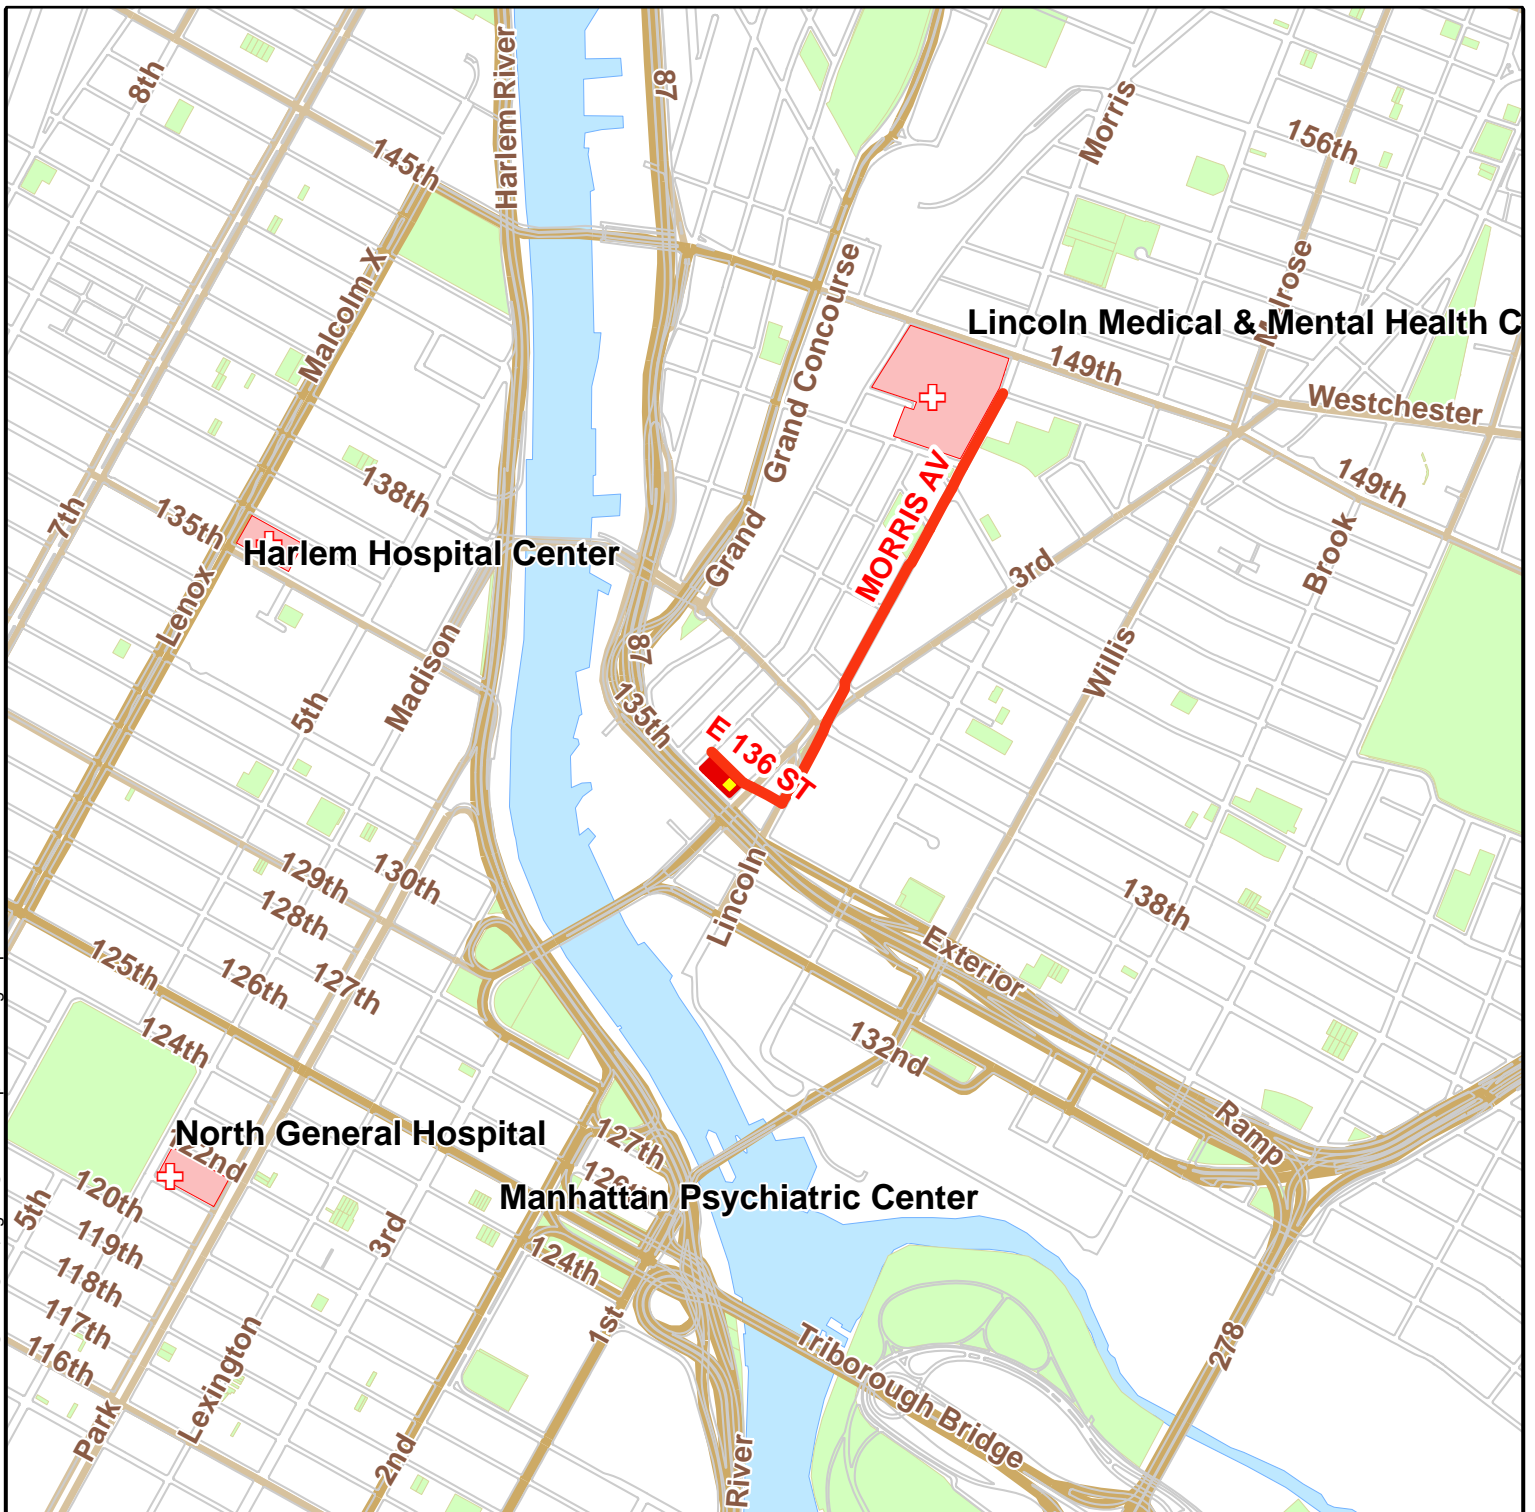 8th
Harlem River
87
Morris
156th
145th
Malcolm X
Grand Concourse
Melrose
Lincoln Medical & Mental Health C
149th
Westchester
138th
149th
7th
135th
MORRIS AV
Harlem Hospital Center
Grand
3rd
Brook
Lenox
Madison
87
Willis
5th
135th
E 136 ST
129th
130th
Lincoln
138th
128th
125th
126th
127th
Exterior
124th
132nd
North General Hospital
122nd
127th
Ramp
120th
126th
Manhattan Psychiatric Center
5th
119th
3rd
124th
118th
117th
1st
278
116th
Lexington
Triborough Bridge
Park
2nd
River